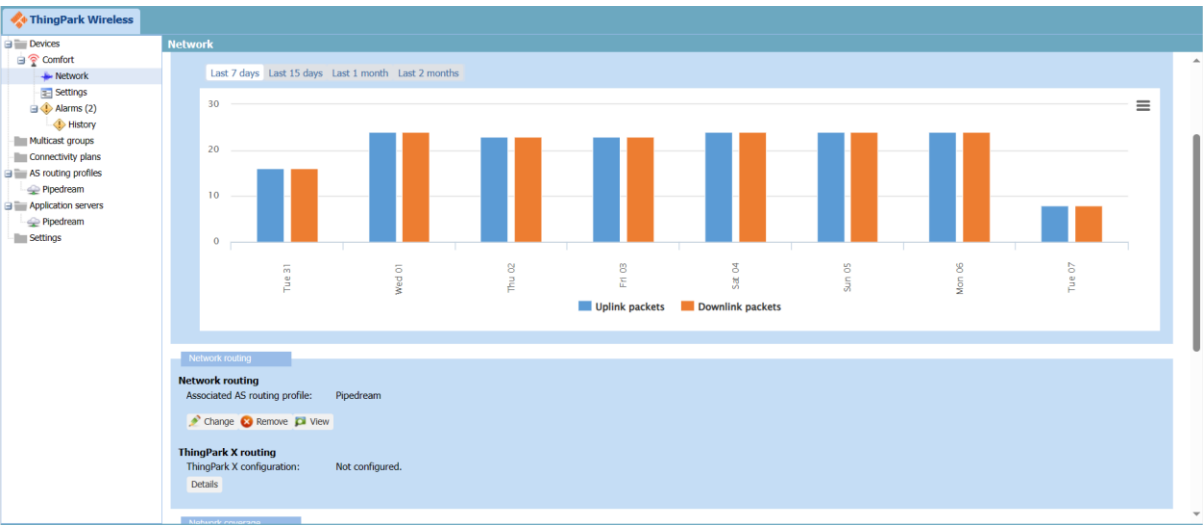 ThingPark Wireless
Devices
Comfort
Network
Settings
Alarms (2)
History
Multicast groups
Connectivity plans
AS routing profiles
Pipedream
Application servers
Pipedream
Settings
Network
Last 7 days Last 15 days Last 1 month Last 2 months
30
20
10
0
Tue 31
Wed 01
Thu 02
Fri 03
Sat 04
Sun 05
Mon 06
Tue 07
Uplink packets Downlink packets
Network routing
Network routing
Associated AS routing profile: Pipedream
Change Remove View
ThingPark X routing
ThingPark X configuration: Not configured.
Details
Network coverage